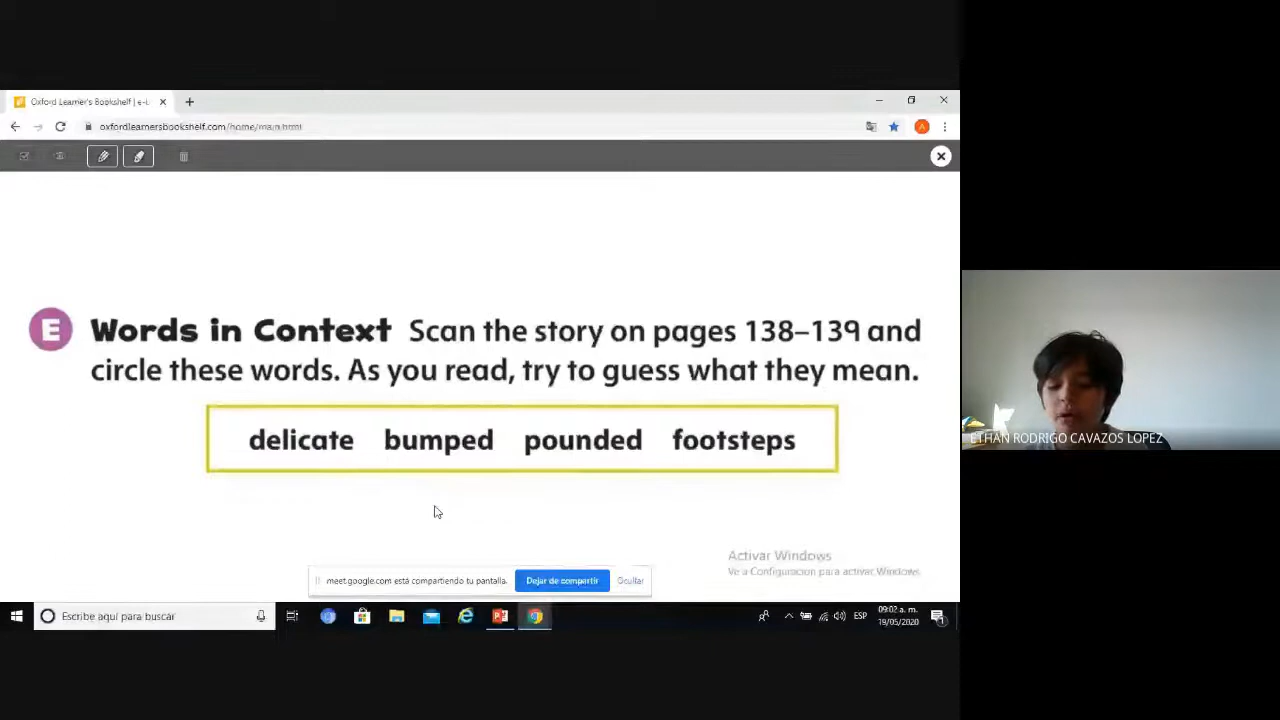 Oxford Learner's Bookshelf | e-L
oxfordlearnersbookshelf.com/home/main.html
A
E Words in Context Scan the story on pages 138–139 and
circle these words. As you read, try to guess what they mean.
delicate bumped pounded footsteps
ETHAN RODRIGO CAVAZOS LOPEZ
Activar Windows
Ve a Configuración para activar Windows.
meet.google.com está compartiendo tu pantalla. Dejar de compartir Ocultar
Escribe aquí para buscar
ESP
09:02 a. m.
19/05/2020